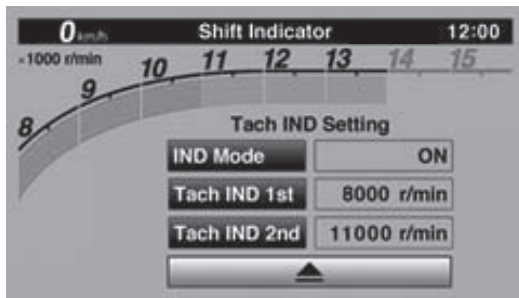 0 km/h Shift Indicator 12:00
×1000 r/min
8 9 10 11 12 13 14 15
Tach IND Setting
IND Mode ON
Tach IND 1st 8000 r/min
Tach IND 2nd 11000 r/min